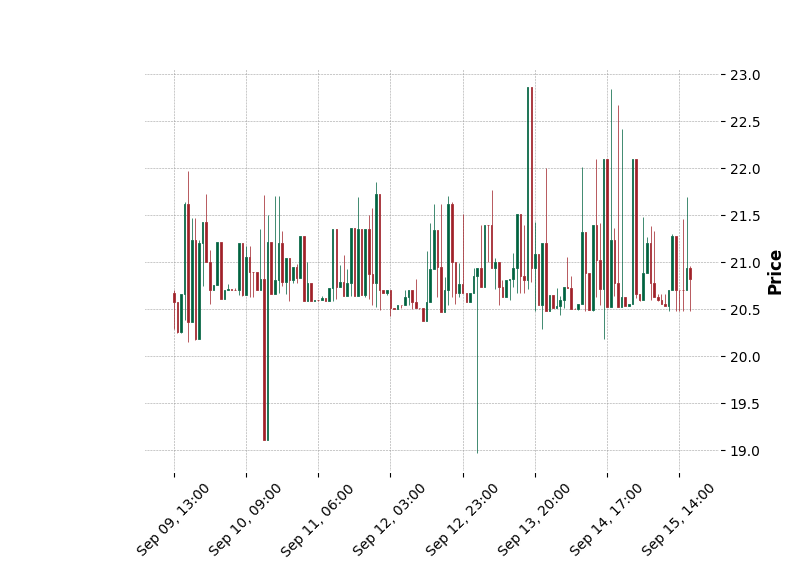 23.0
22.5
22.0
21.5
21.0
20.5
20.0
19.5
19.0
Price
Sep 09, 13:00
Sep 10, 09:00
Sep 11, 06:00
Sep 12, 03:00
Sep 12, 23:00
Sep 13, 20:00
Sep 14, 17:00
Sep 15, 14:00